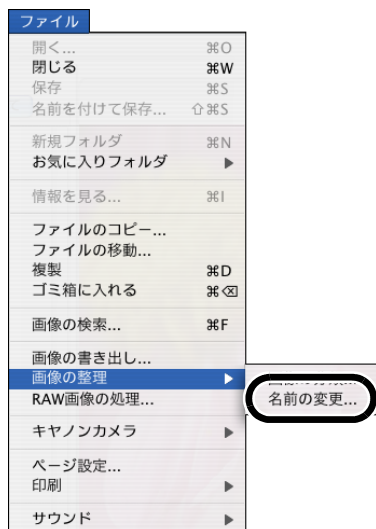 ファイル
開く... ⌘O
閉じる ⌘W
保存 ⌘S
名前を付けて保存... ⇧⌘S
新規フォルダ ⌘N
お気に入りフォルダ ▶
情報を見る... ⌘I
ファイルのコピー...
ファイルの移動...
複製 ⌘D
ゴミ箱に入れる ⌘⌫
画像の検索... ⌘F
画像の書き出し...
画像の整理 ▶
RAW画像の処理...
名前の変更...
キヤノンカメラ ▶
ページ設定...
印刷 ▶
サウンド ▶